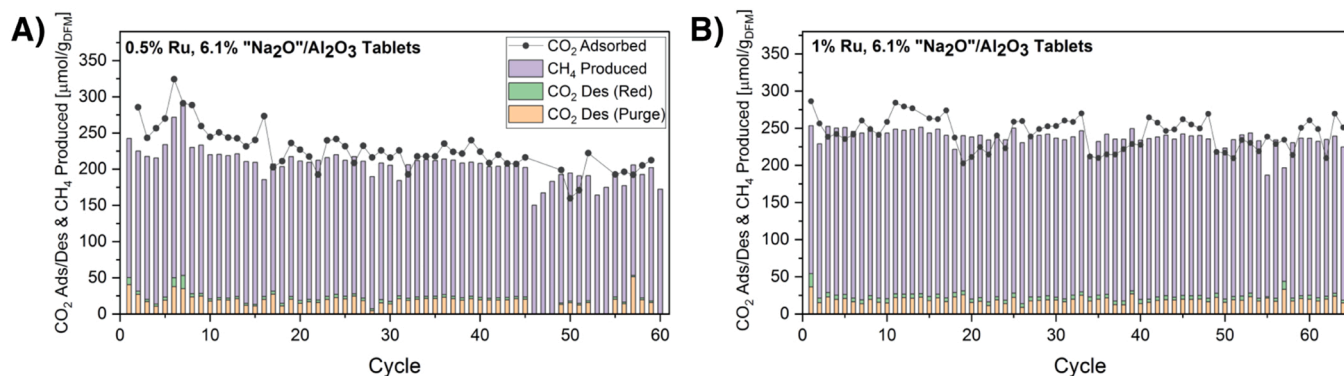 A)
0.5% Ru, 6.1% "Na2O"/Al2O3 Tablets
CO2 Adsorbed
CH4 Produced
CO2 Des (Red)
CO2 Des (Purge)
CO2 Ads/Des & CH4 Produced [μmol/gDFM]
350
300
250
200
150
100
50
0
0 10 20 30 40 50 60
Cycle
B)
1% Ru, 6.1% "Na2O"/Al2O3 Tablets
CO2 Ads/Des & CH4 Produced [μmol/gDFM]
350
300
250
200
150
100
50
0
0 10 20 30 40 50 60
Cycle